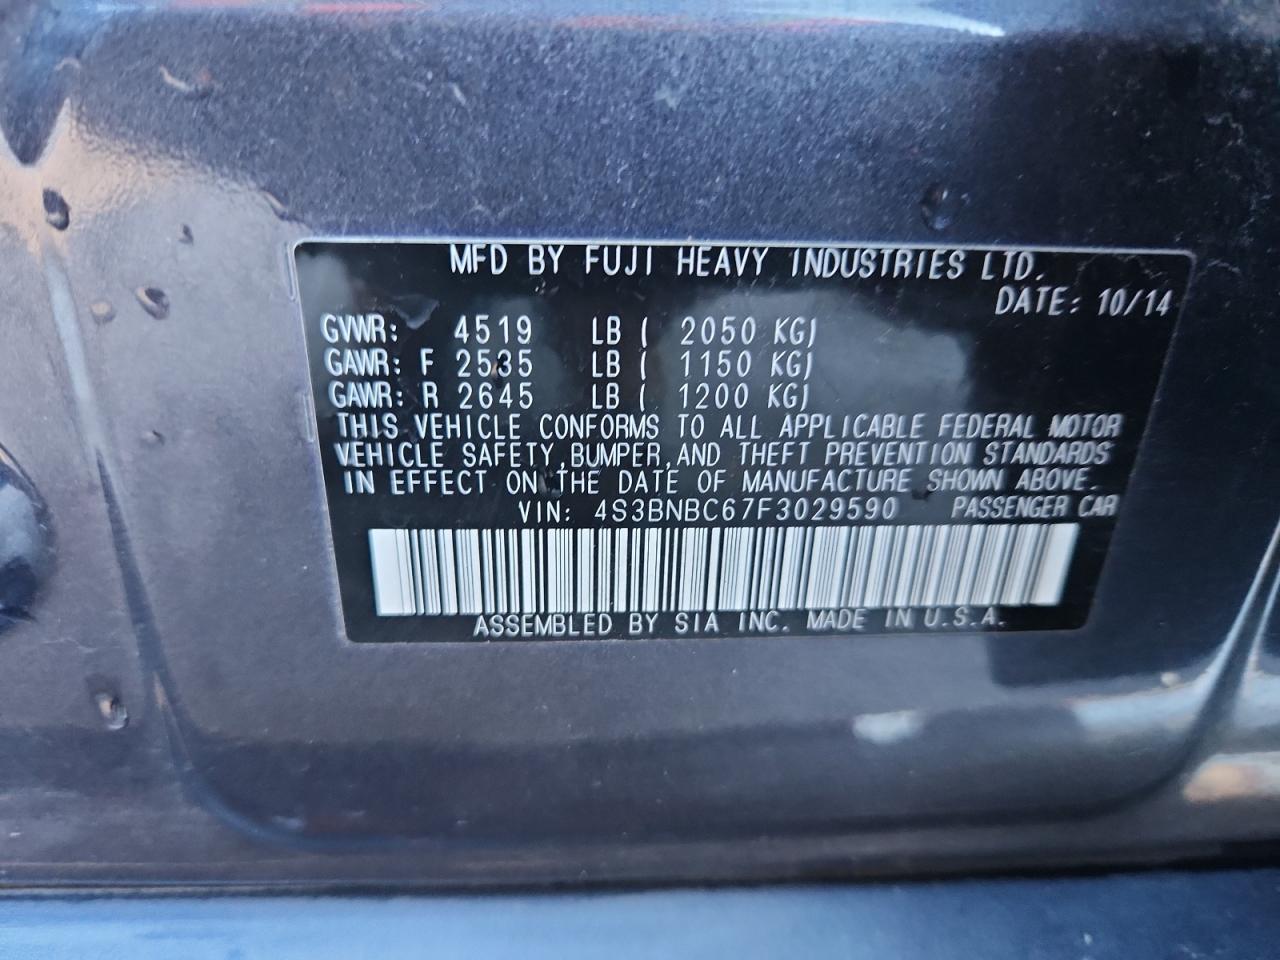 MFD BY FUJI HEAVY INDUSTRIES LTD.
DATE: 10/14
GVWR: 4519 LB ( 2050 KG)
GAWR: F 2535 LB ( 1150 KG)
GAWR: R 2645 LB ( 1200 KG)
THIS VEHICLE CONFORMS TO ALL APPLICABLE FEDERAL MOTOR
VEHICLE SAFETY,BUMPER,AND THEFT PREVENTION STANDARDS
IN EFFECT ON THE DATE OF MANUFACTURE SHOWN ABOVE.
VIN: 4S3BNBC67F3029590 PASSENGER CAR
ASSEMBLED BY SIA INC. MADE IN U.S.A.